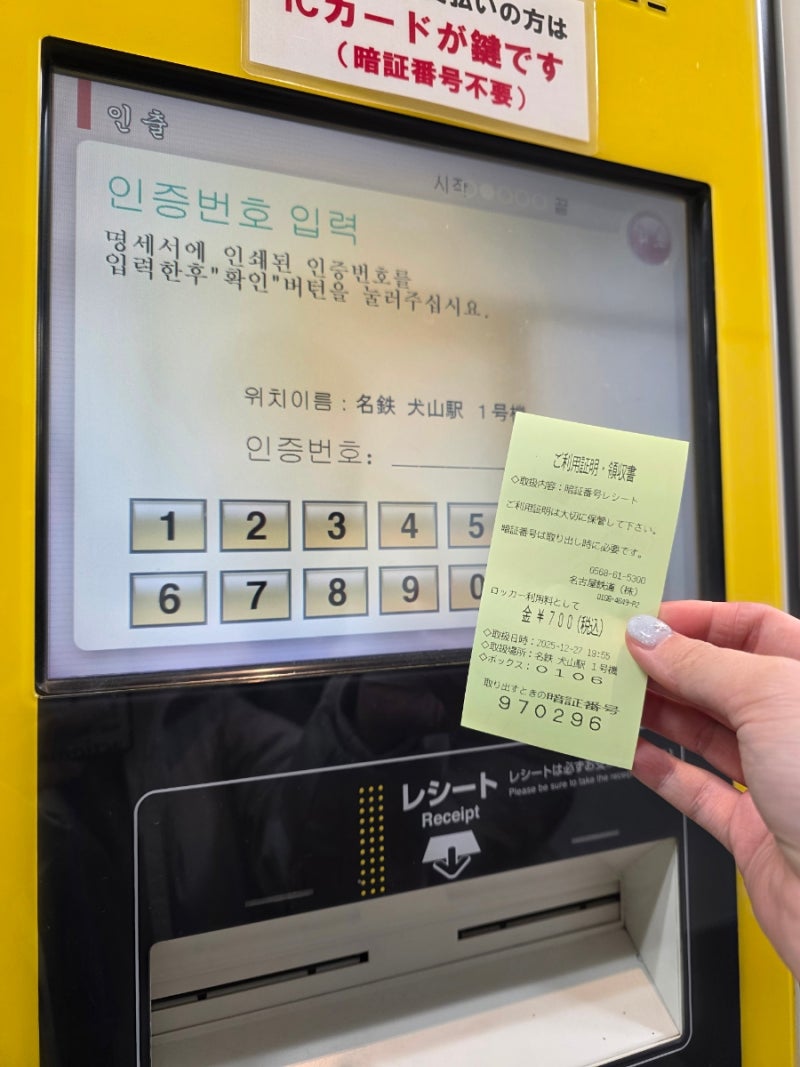 払いの方は
ICカードが鍵です
(暗証番号不要)
인출
시작 끝
인증번호 입력
명세서에 인쇄된 인증번호를
입력한후"확인"버턴을 눌러주십시요.
위치이름 : 名鉄 犬山駅 1号機
인증번호:
1 2 3 4 5
6 7 8 9 0
ご利用証明・領収書
◇取扱内容：暗証番号レシート
ご利用証明は大切に保管して下さい。
暗証番号は取り出し時に必要です。
0568-61-5300
名古屋鉄道（株）
ロッカー利用料として
金￥700(税込)
◇取扱日時：2025-12-27 19:55
◇取扱場所：名鉄 犬山駅 1号機
◇ボックス：0106
取り出すときの暗証番号
970296
レシート
Receipt
レシートは必ずお
Please be sure to take the receipt